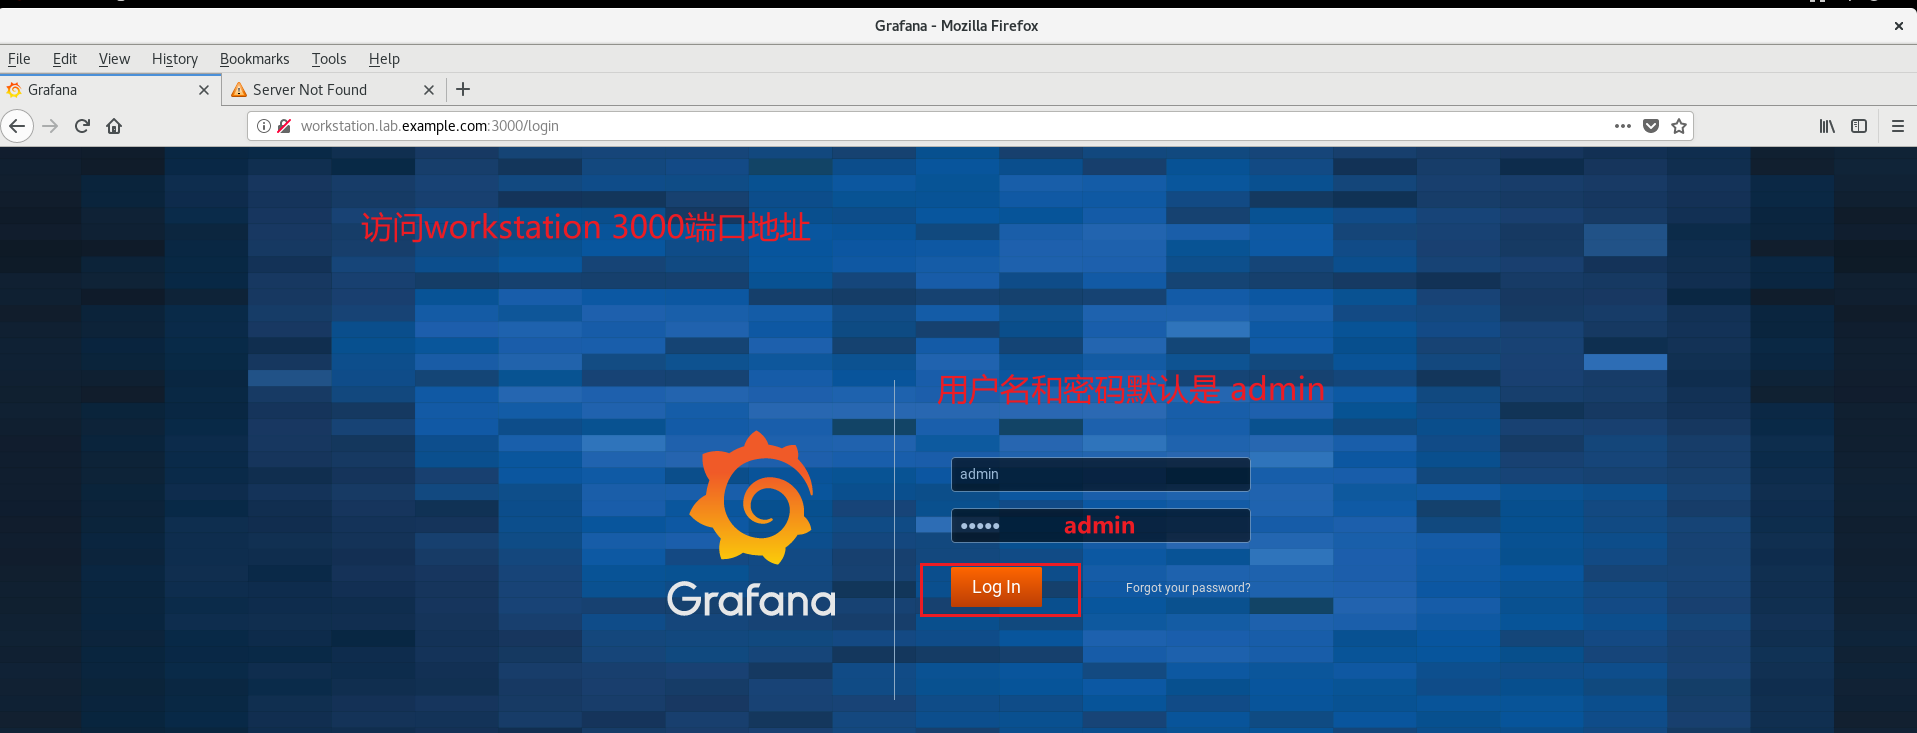 Grafana - Mozilla Firefox
File Edit View History Bookmarks Tools Help
Grafana
Server Not Found
workstation.lab.example.com:3000/login
访问workstation 3000端口地址
用户名和密码默认是 admin
admin
••••• admin
Log In
Forgot your password?
Grafana